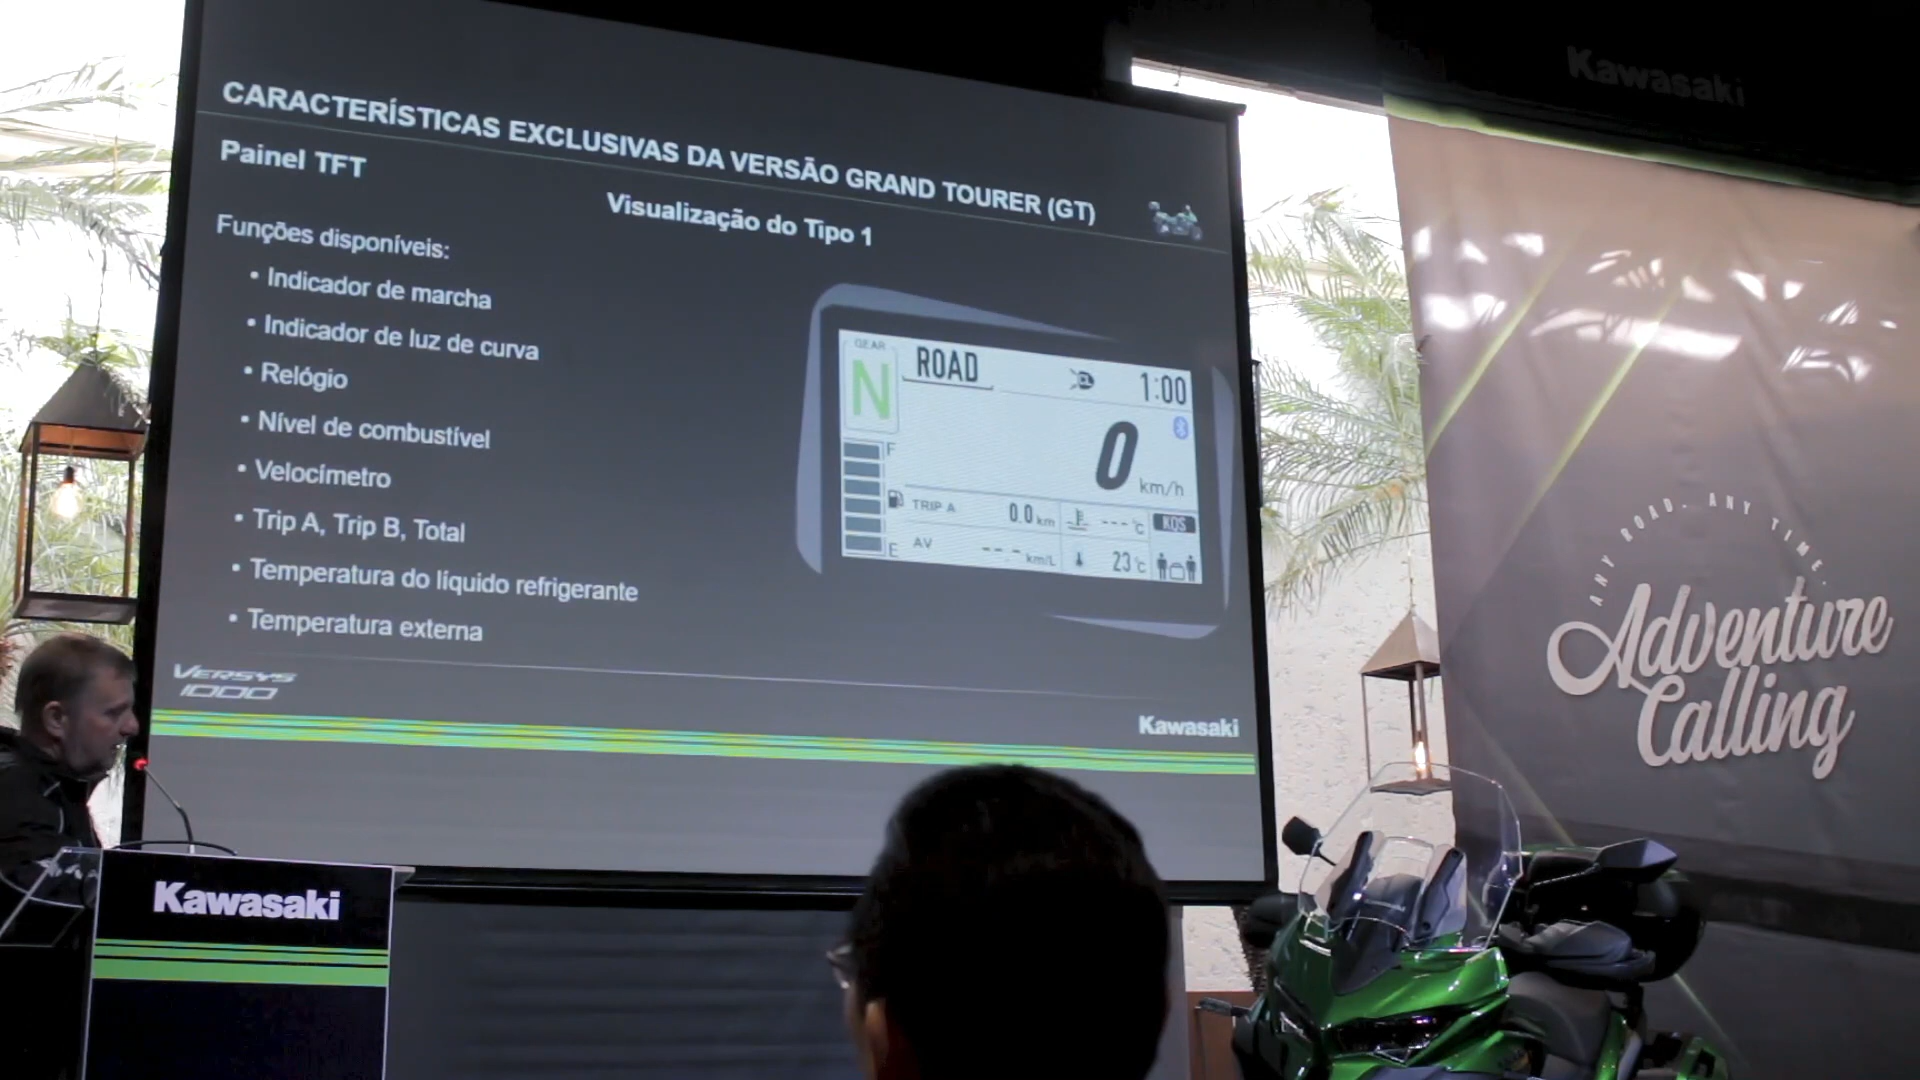 Kawasaki
CARACTERÍSTICAS EXCLUSIVAS DA VERSÃO GRAND TOURER (GT)
Painel TFT
Visualização do Tipo 1
Funções disponíveis:
• Indicador de marcha
• Indicador de luz de curva
• Relógio
• Nível de combustível
• Velocímetro
• Trip A, Trip B, Total
• Temperatura do líquido refrigerante
• Temperatura externa
GEAR
N
ROAD
1:00
0 km/h
F
E
TRIP A 0.0 km
--- °C
KQS
AV --.- km/L
23 °C
VERSYS
1000
Kawasaki
ANY ROAD. ANY TIME.
Adventure
Calling
Kawasaki